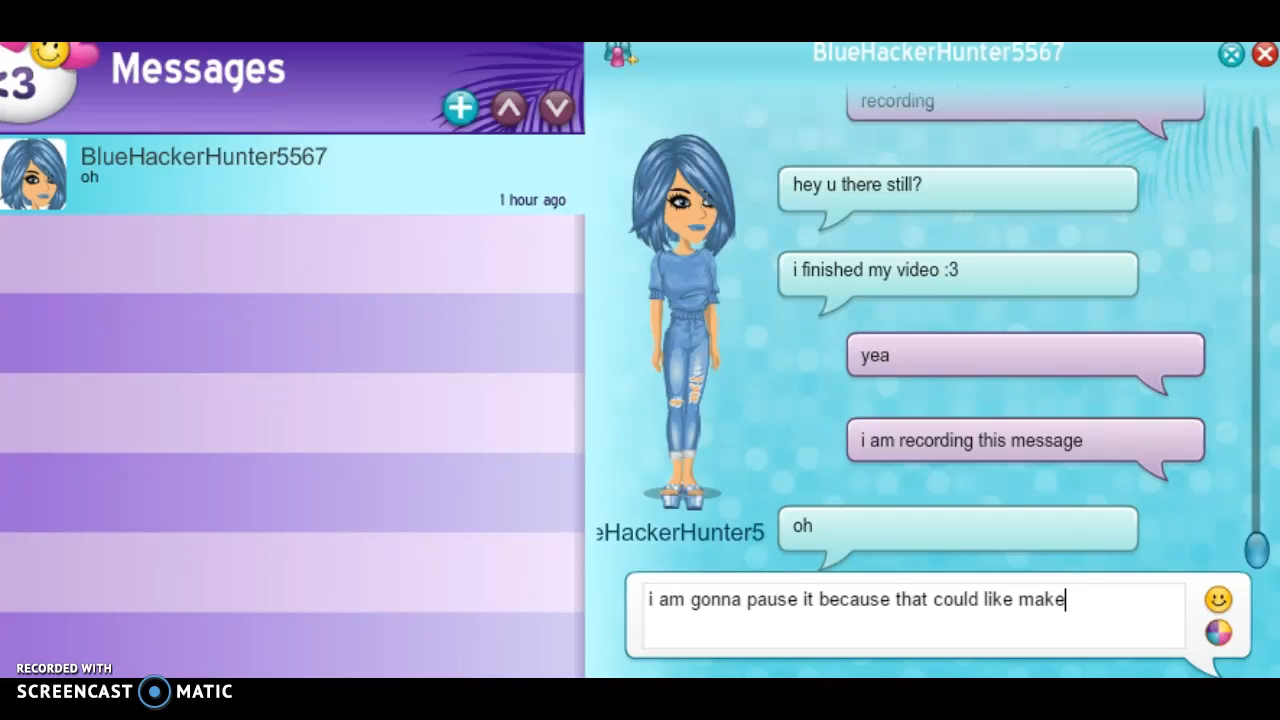 <3
Messages
BlueHackerHunter5567
oh
1 hour ago
BlueHackerHunter5567
recording
hey u there still?
i finished my video :3
yea
i am recording this message
oh
eHackerHunter5
i am gonna pause it because that could like make
RECORDED WITH
SCREENCAST MATIC